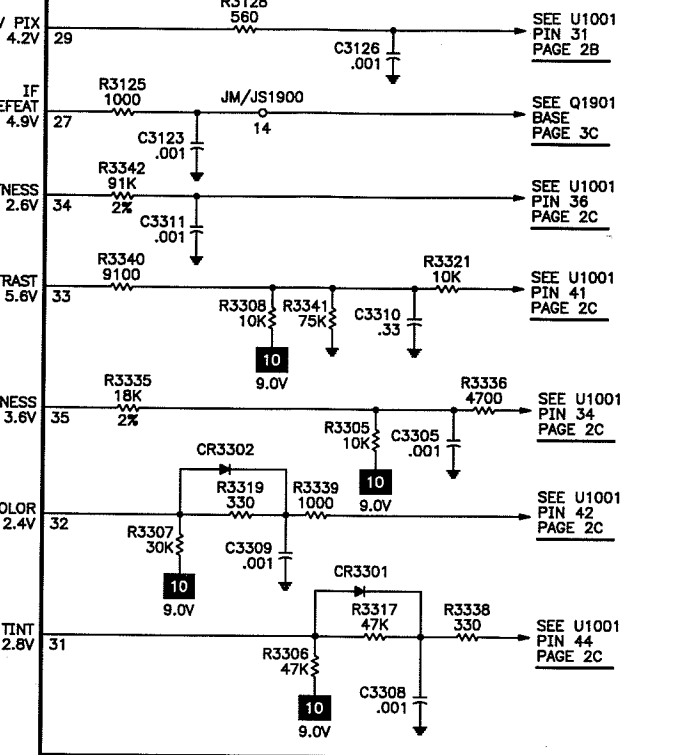 R3128
560
PIX
4.2V
29
C3126
.001
SEE U1001
PIN 31
PAGE 2B
IF
4.9V
27
R3125
1000
JM/JS1900
14
C3123
.001
SEE Q1901
BASE
PAGE 3C
2.6V
34
R3342
91K
2%
C3311
.001
SEE U1001
PIN 36
PAGE 2C
5.6V
33
R3340
9100
R3308
10K
10
9.0V
R3341
75K
C3310
.33
R3321
10K
SEE U1001
PIN 41
PAGE 2C
3.6V
35
R3335
18K
2%
R3305
10K
10
9.0V
C3305
.001
R3336
4700
SEE U1001
PIN 34
PAGE 2C
OLOR
2.4V
32
CR3302
R3319
330
R3339
1000
R3307
30K
10
9.0V
C3309
.001
SEE U1001
PIN 42
PAGE 2C
TINT
2.8V
31
CR3301
R3317
47K
R3338
330
R3306
47K
10
9.0V
C3308
.001
SEE U1001
PIN 44
PAGE 2C